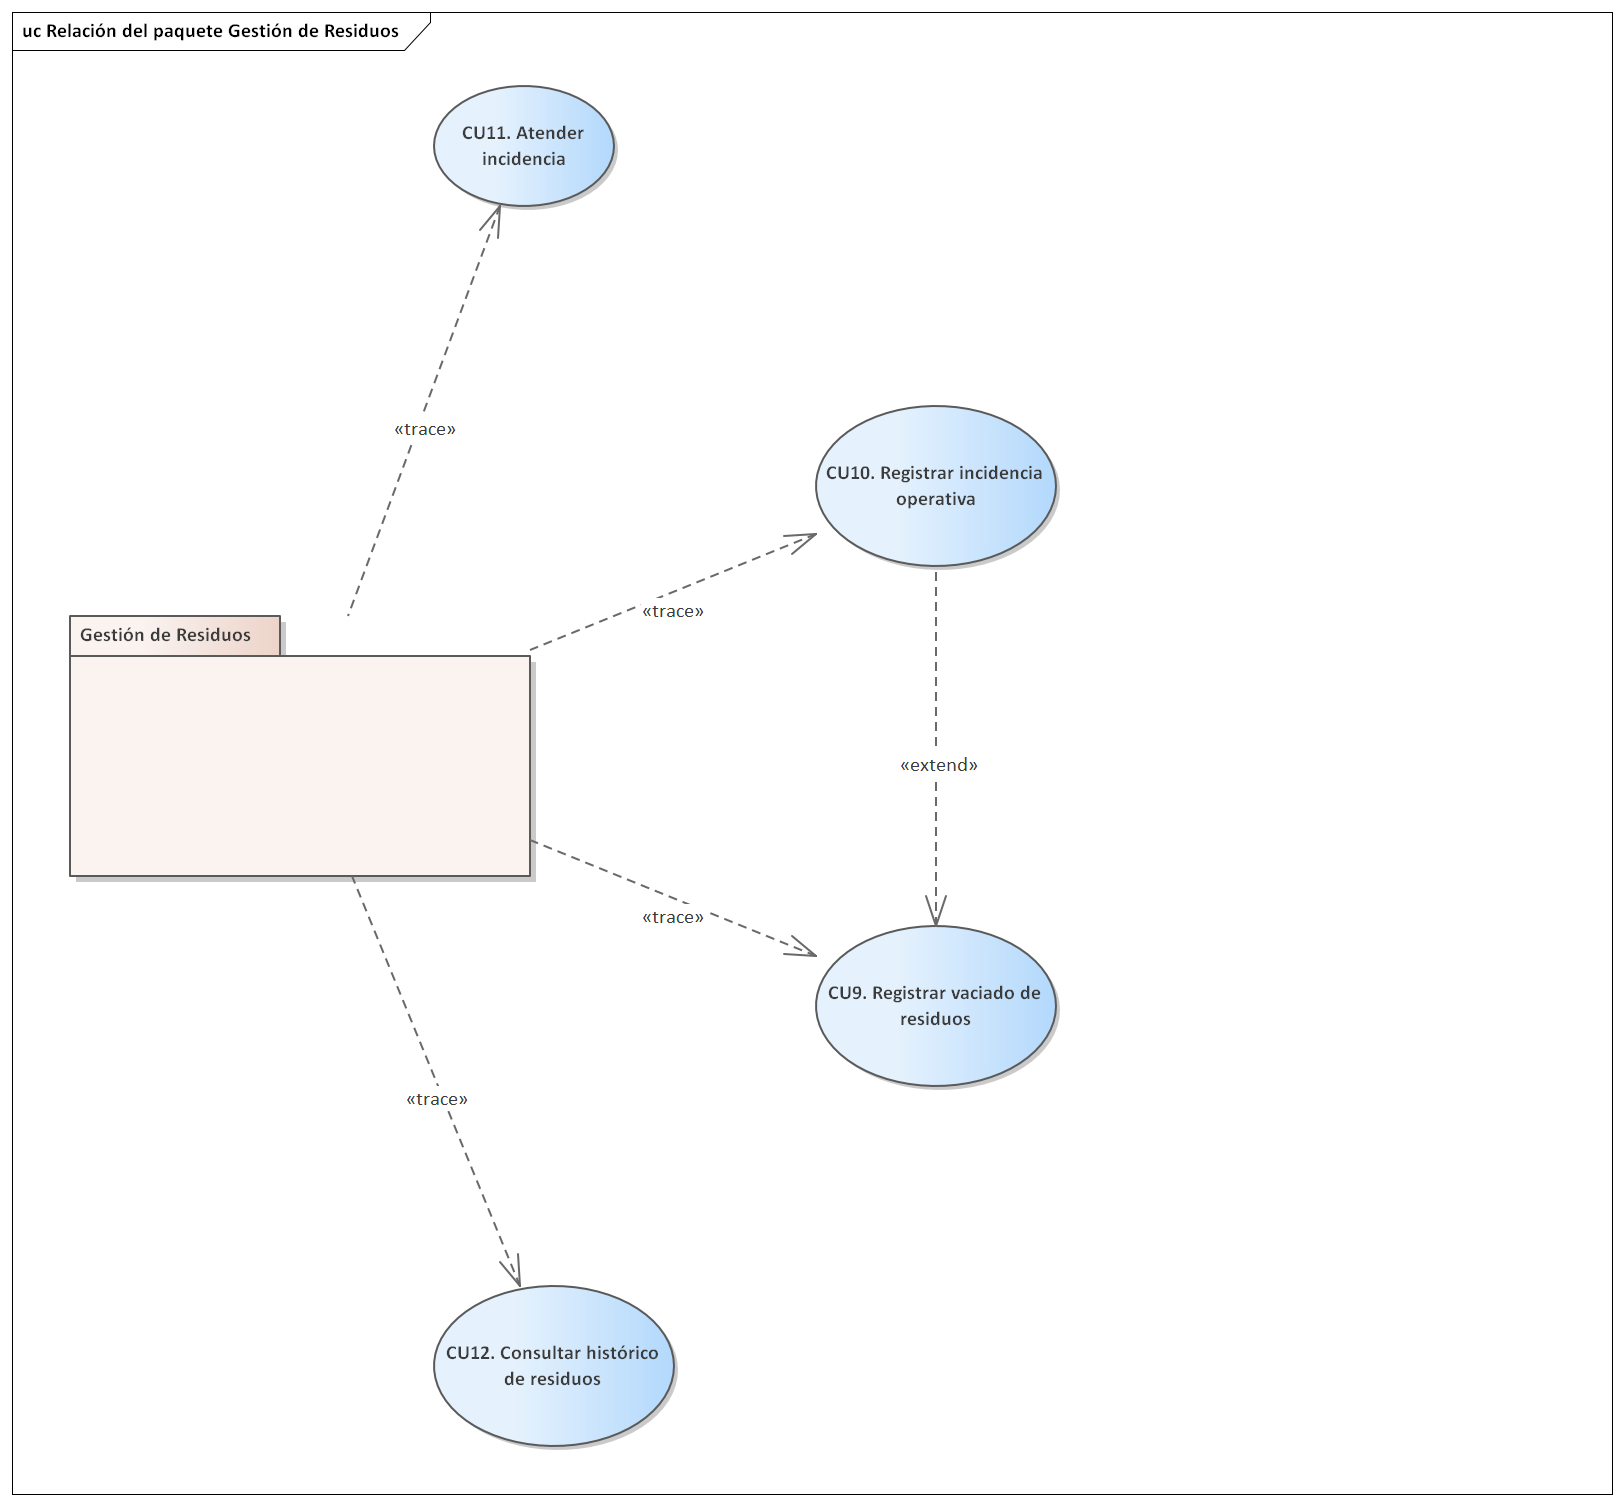 uc Relación del paquete Gestión de Residuos
CU11. Atender
incidencia
«trace»
CU10. Registrar incidencia
operativa
«trace»
Gestión de Residuos
«extend»
«trace»
CU9. Registrar vaciado de
residuos
«trace»
CU12. Consultar histórico
de residuos